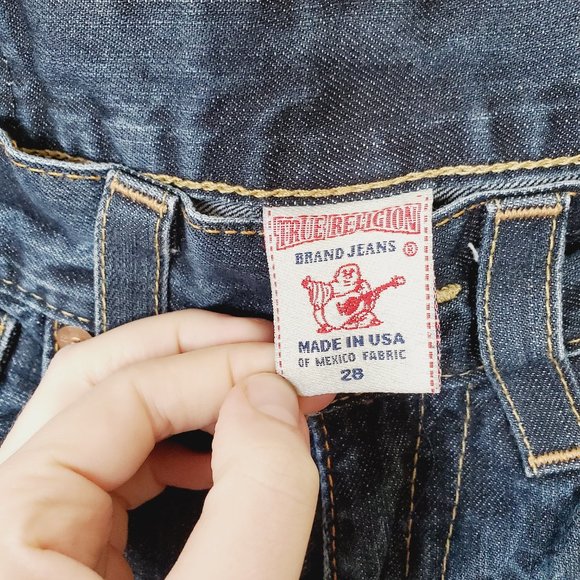 TRUE RELIGION
BRAND JEANS ®
MADE IN USA
OF MEXICO FABRIC
28